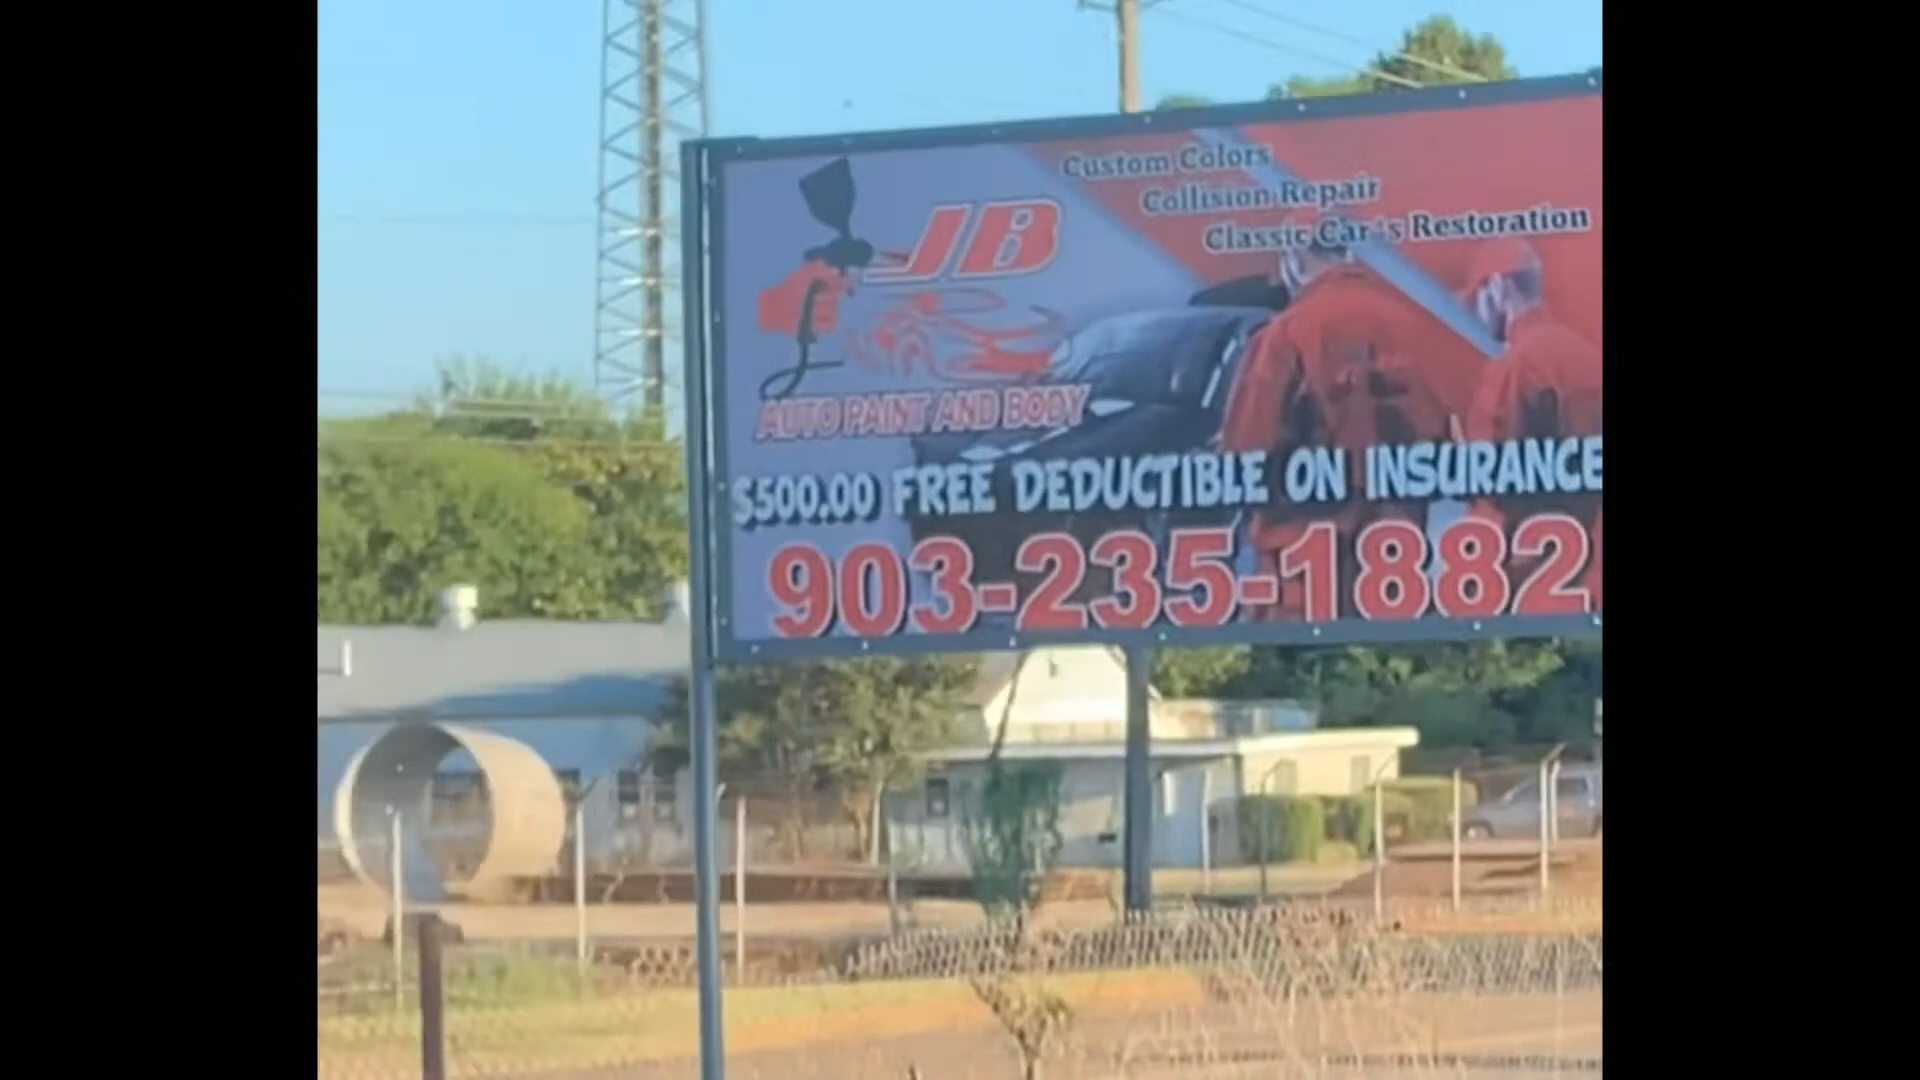 Custom Colors
Collision Repair
Classic Car's Restoration
JB
AUTO PAINT AND BODY
$500.00 FREE DEDUCTIBLE ON INSURANCE
903-235-1882